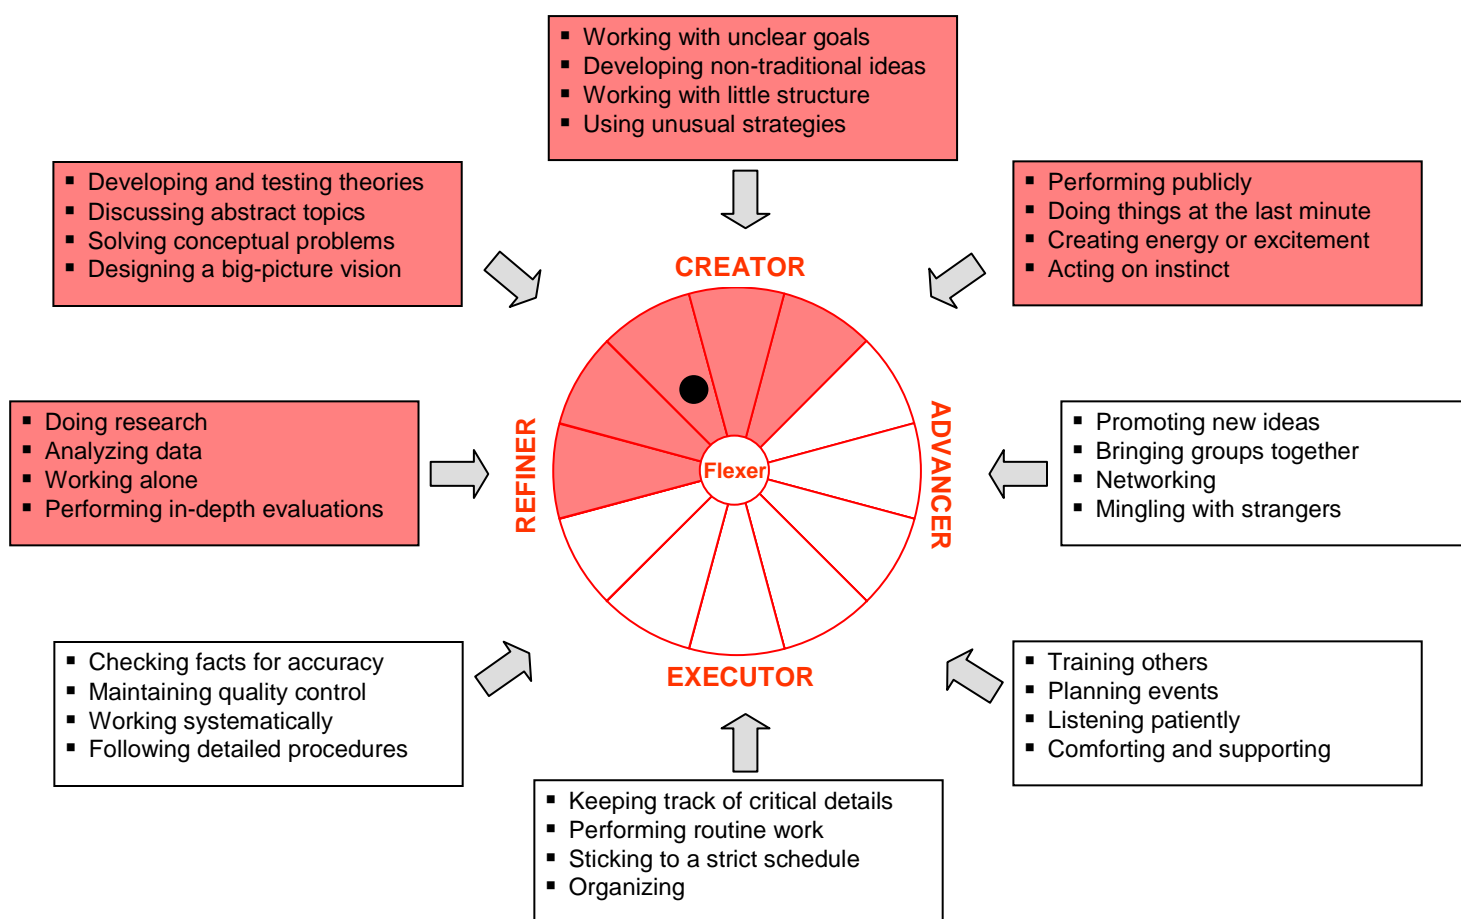 ▪ Working with unclear goals
▪ Developing non-traditional ideas
▪ Working with little structure
▪ Using unusual strategies
▪ Developing and testing theories
▪ Discussing abstract topics
▪ Solving conceptual problems
▪ Designing a big-picture vision
▪ Performing publicly
▪ Doing things at the last minute
▪ Creating energy or excitement
▪ Acting on instinct
CREATOR
▪ Doing research
▪ Analyzing data
▪ Working alone
▪ Performing in-depth evaluations
REFINER
Flexer
ADVANCER
▪ Promoting new ideas
▪ Bringing groups together
▪ Networking
▪ Mingling with strangers
EXECUTOR
▪ Checking facts for accuracy
▪ Maintaining quality control
▪ Working systematically
▪ Following detailed procedures
▪ Training others
▪ Planning events
▪ Listening patiently
▪ Comforting and supporting
▪ Keeping track of critical details
▪ Performing routine work
▪ Sticking to a strict schedule
▪ Organizing